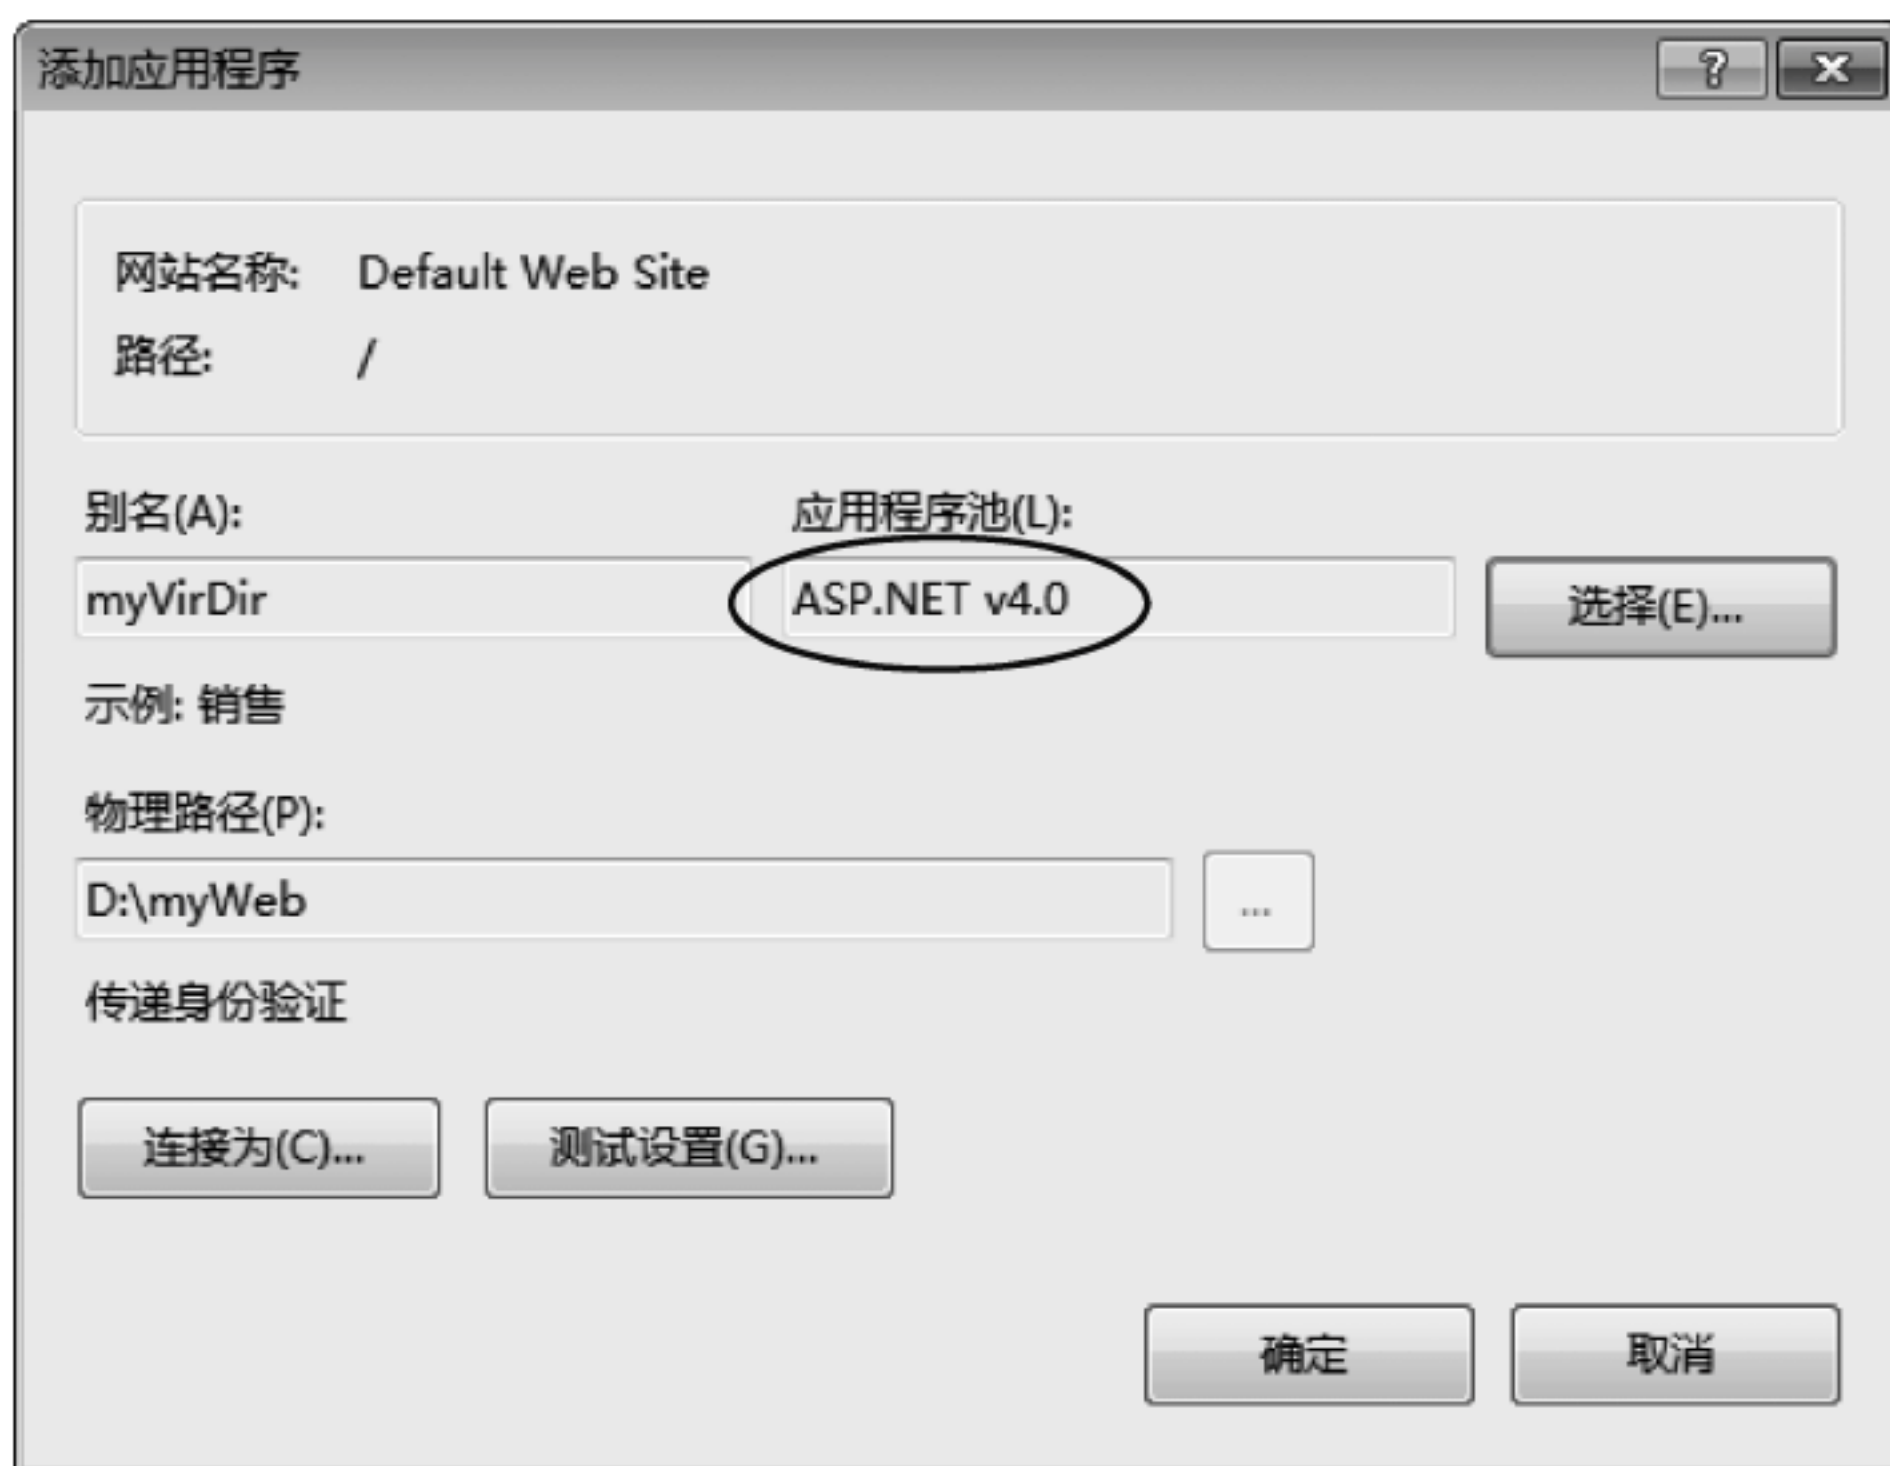 添加应用程序
网站名称: Default Web Site
路径: /
别名(A): 应用程序池(L):
myVirDir ASP.NET v4.0 选择(E)...
示例: 销售
物理路径(P):
D:\myWeb ...
传递身份验证
连接为(C)... 测试设置(G)...
确定 取消